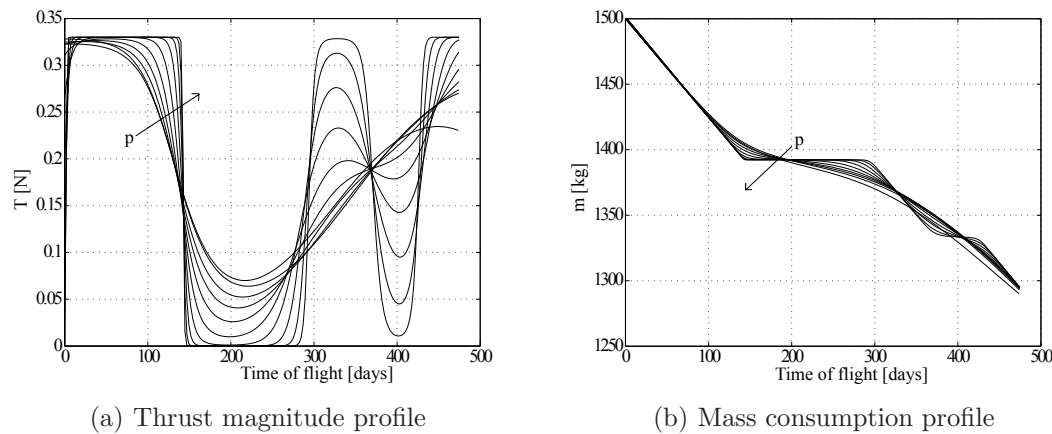 0.35
0.3
0.25
0.2
0.15
0.1
0.05
0
T [N]
p
0 100 200 300 400 500
Time of flight [days]
(a) Thrust magnitude profile
1500
1450
1400
1350
1300
1250
m [kg]
p
0 100 200 300 400 500
Time of flight [days]
(b) Mass consumption profile